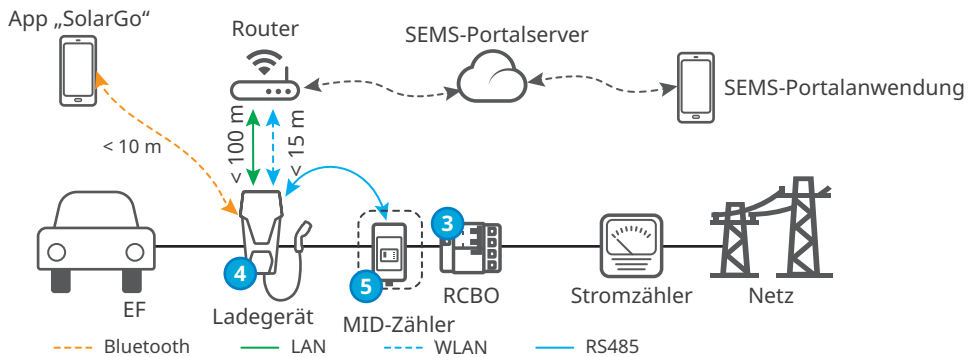 App „SolarGo“
Router
SEMS-Portalserver
SEMS-Portalanwendung
< 10 m
< 100 m
< 15 m
3
4
5
EF
Ladegerät
MID-Zähler
RCBO
Stromzähler
Netz
Bluetooth
LAN
WLAN
RS485